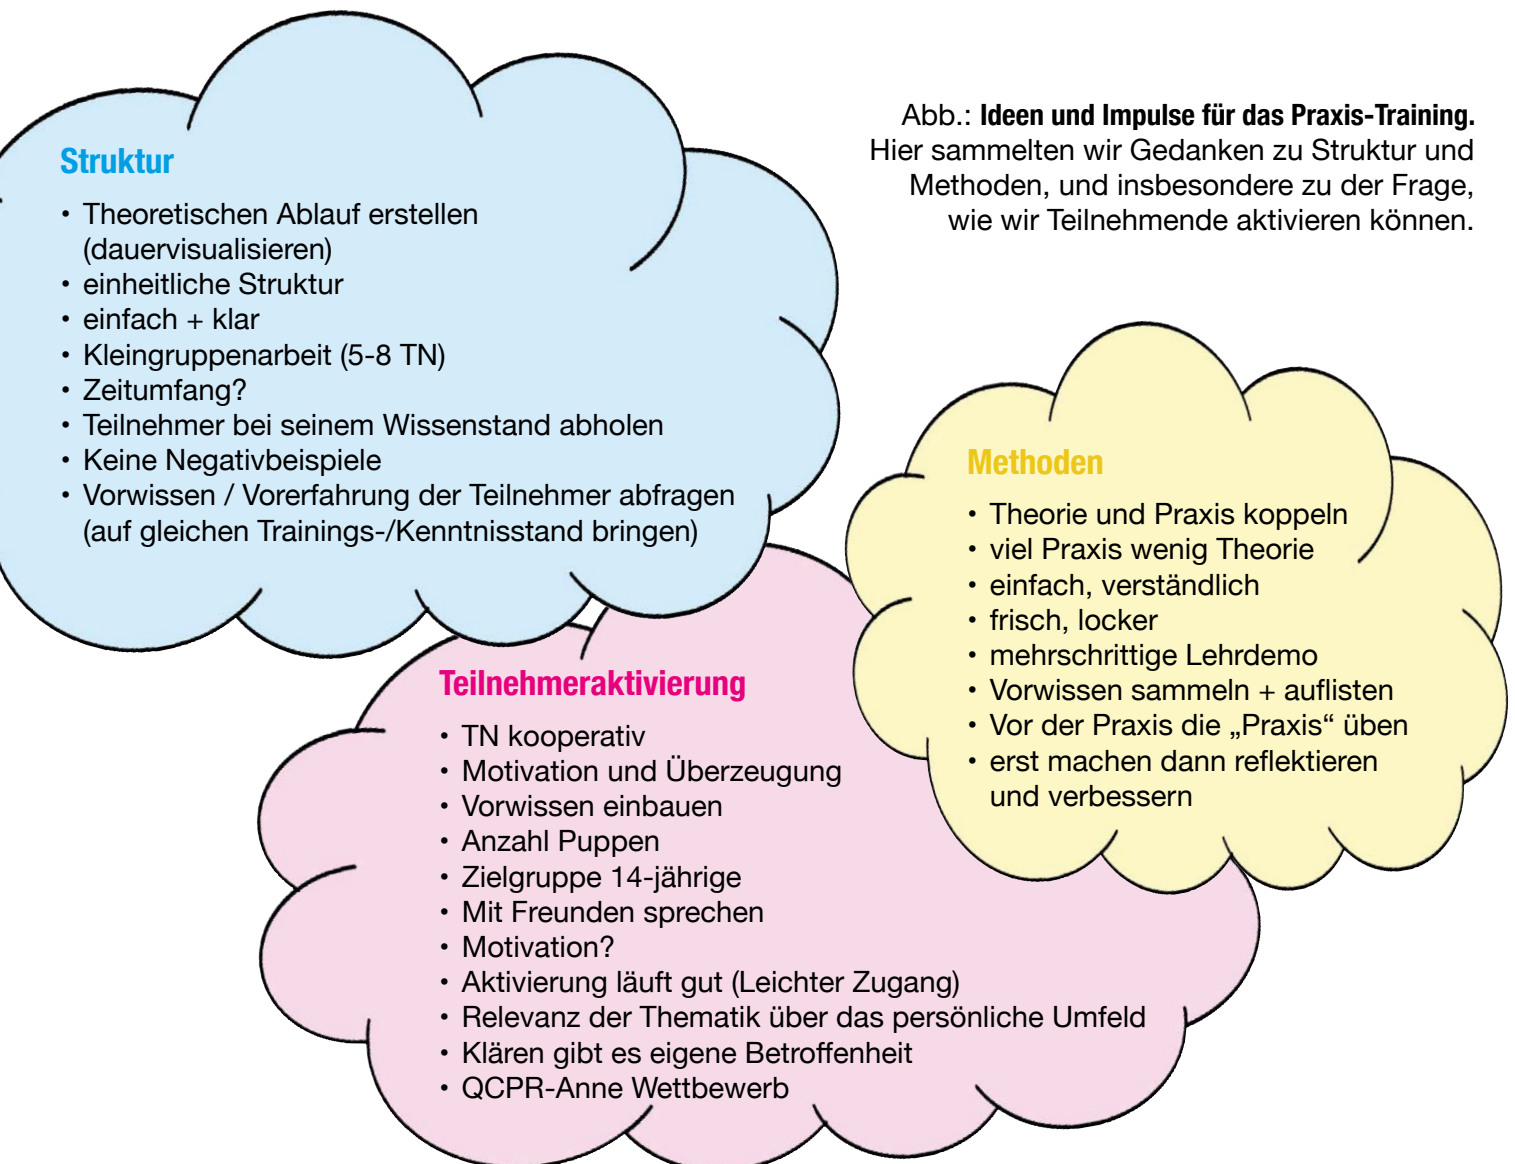 Abb.: Ideen und Impulse für das Praxis-Training.
Hier sammelten wir Gedanken zu Struktur und
Methoden, und insbesondere zu der Frage,
wie wir Teilnehmende aktivieren können.
Struktur
• Theoretischen Ablauf erstellen
(dauervisualisieren)
• einheitliche Struktur
• einfach + klar
• Kleingruppenarbeit (5-8 TN)
• Zeitumfang?
• Teilnehmer bei seinem Wissenstand abholen
• Keine Negativbeispiele
• Vorwissen / Vorerfahrung der Teilnehmer abfragen
(auf gleichen Trainings-/Kenntnisstand bringen)
Methoden
• Theorie und Praxis koppeln
• viel Praxis wenig Theorie
• einfach, verständlich
• frisch, locker
• mehrschrittige Lehrdemo
• Vorwissen sammeln + auflisten
• Vor der Praxis die „Praxis“ üben
• erst machen dann reflektieren
und verbessern
Teilnehmeraktivierung
• TN kooperativ
• Motivation und Überzeugung
• Vorwissen einbauen
• Anzahl Puppen
• Zielgruppe 14-jährige
• Mit Freunden sprechen
• Motivation?
• Aktivierung läuft gut (Leichter Zugang)
• Relevanz der Thematik über das persönliche Umfeld
• Klären gibt es eigene Betroffenheit
• QCPR-Anne Wettbewerb